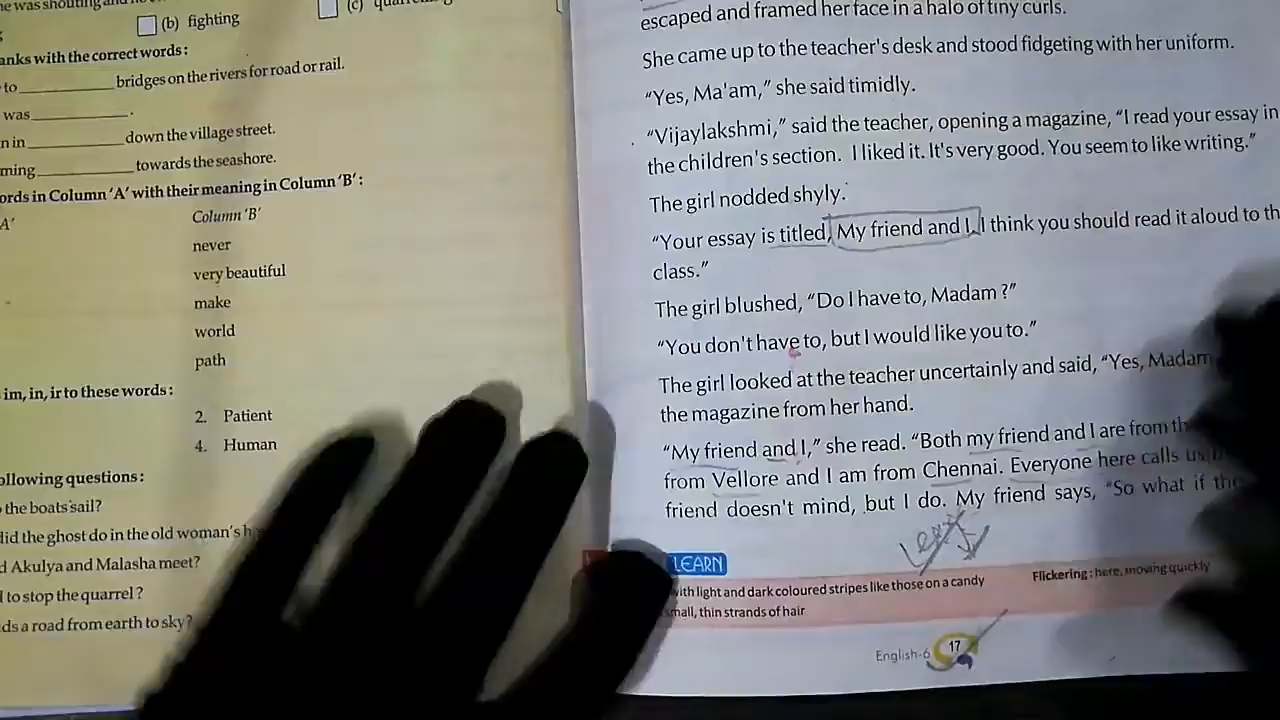 he was shouting and
(b) fighting
(c)
anks with the correct words:
to __________ bridges on the rivers for road or rail.
was __________.
n in __________ down the village street.
ming __________ towards the seashore.
ords in Column 'A' with their meaning in Column 'B':
A'
Column 'B'
never
very beautiful
make
world
path
im, in, ir to these words:
2. Patient
4. Human
ollowing questions:
the boats sail?
did the ghost do in the old woman's h
d Akulya and Malasha meet?
l to stop the quarrel?
ds a road from earth to sky?
escaped and framed her face in a halo of tiny curls.
She came up to the teacher's desk and stood fidgeting with her uniform.
"Yes, Ma'am," she said timidly.
"Vijaylakshmi," said the teacher, opening a magazine, "I read your essay in
the children's section. I liked it. It's very good. You seem to like writing."
The girl nodded shyly.
"Your essay is titled, My friend and I. I think you should read it aloud to th
class."
The girl blushed, "Do I have to, Madam ?"
"You don't have to, but I would like you to."
The girl looked at the teacher uncertainly and said, "Yes, Madam
the magazine from her hand.
"My friend and I," she read. "Both my friend and I are from th
from Vellore and I am from Chennai. Everyone here calls us
friend doesn't mind, but I do. My friend says, "So what if the
LEARN
with light and dark coloured stripes like those on a candy
Flickering : here, moving quickly
small, thin strands of hair
English-6 17